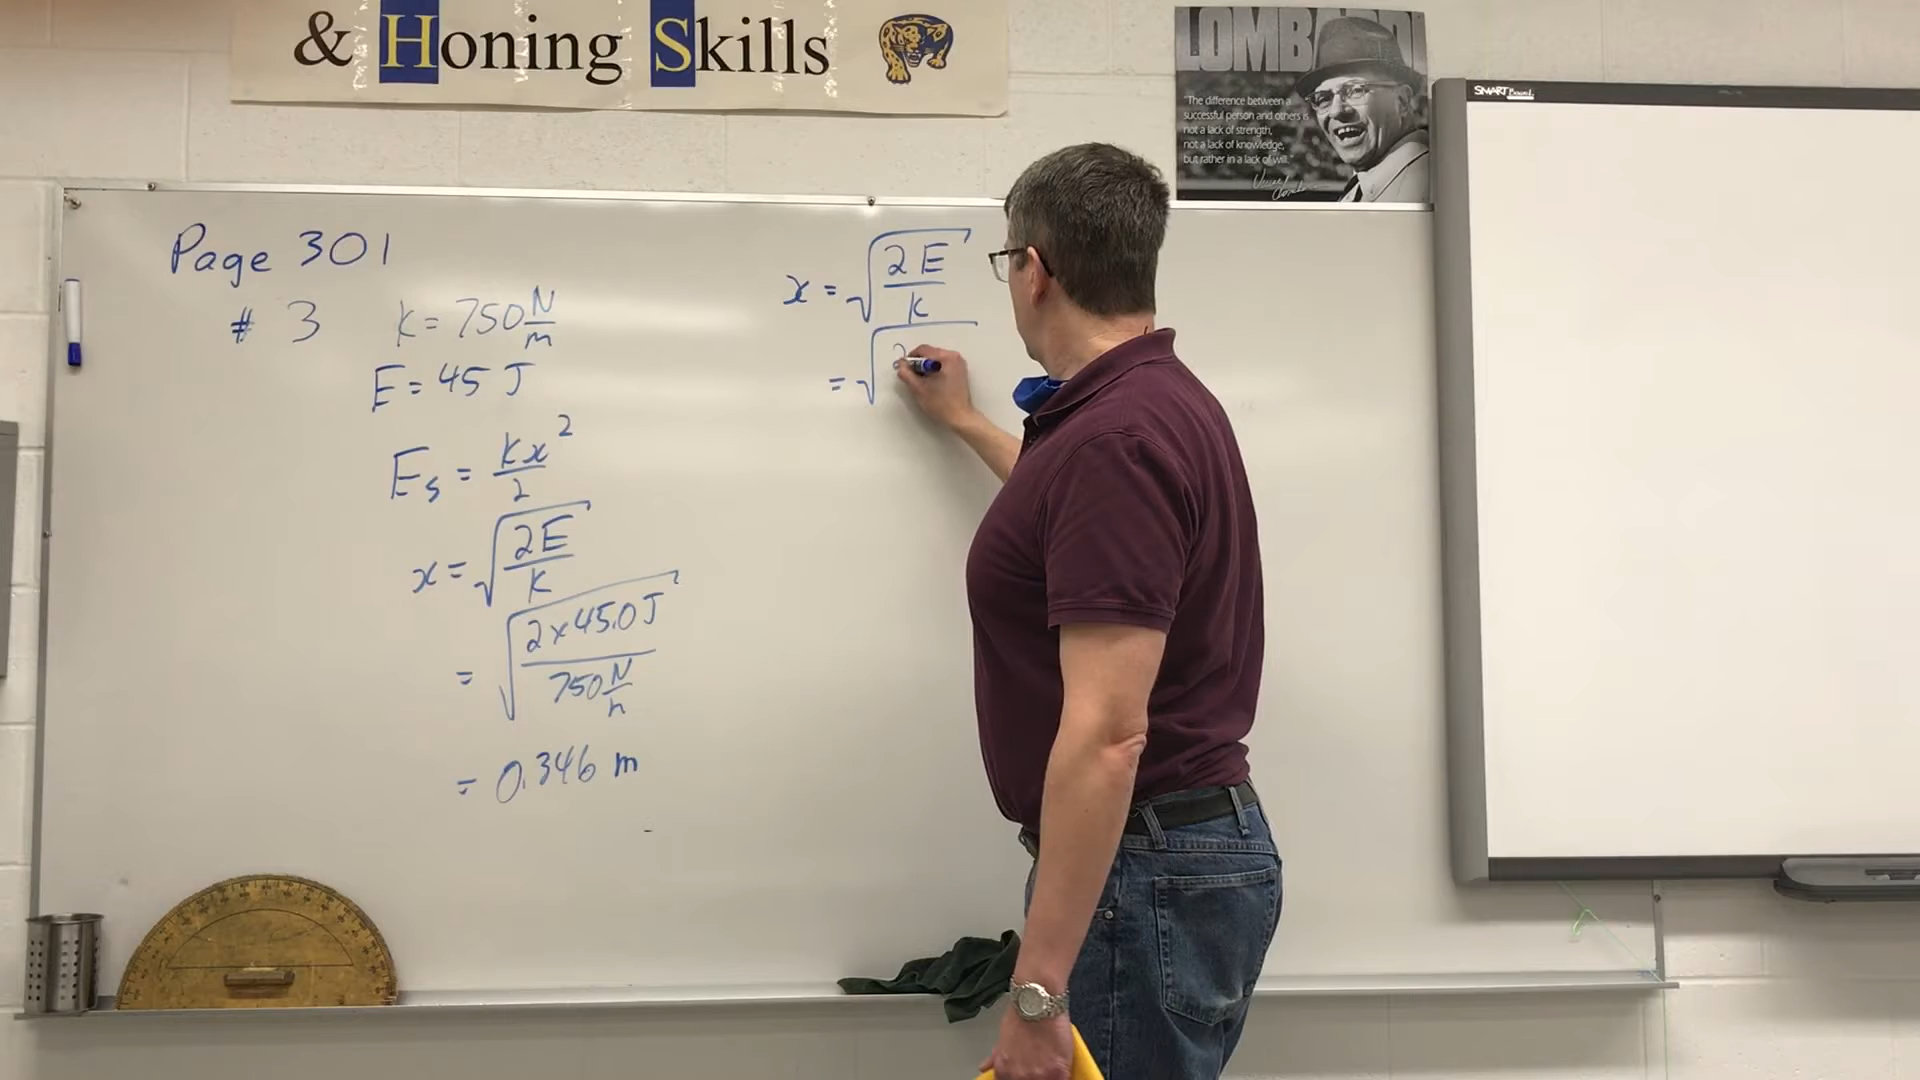 & Honing Skills
LOMBARDI
"The difference between a
successful person and others is
not a lack of strength,
not a lack of knowledge,
but rather in a lack of will."
SMART Board
Page 301
# 3 k = 750 N/m
E = 45 J
Es = kx²/2
x = √(2E/k)
= √(2 x 45.0 J / 750 N/m)
= 0.346 m
x = √(2E/k)
= √2